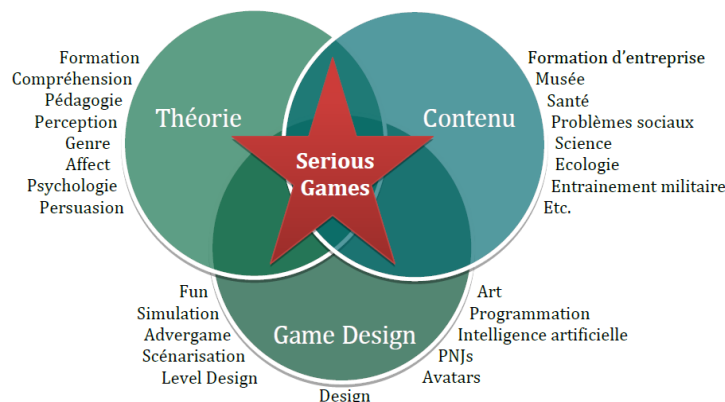 Formation
Compréhension
Pédagogie
Perception
Genre
Affect
Psychologie
Persuasion
Théorie
Serious
Games
Contenu
Formation d'entreprise
Musée
Santé
Problèmes sociaux
Science
Ecologie
Entrainement militaire
Etc.
Fun
Simulation
Advergame
Scénarisation
Level Design
Game Design
Design
Art
Programmation
Intelligence artificielle
PNJs
Avatars